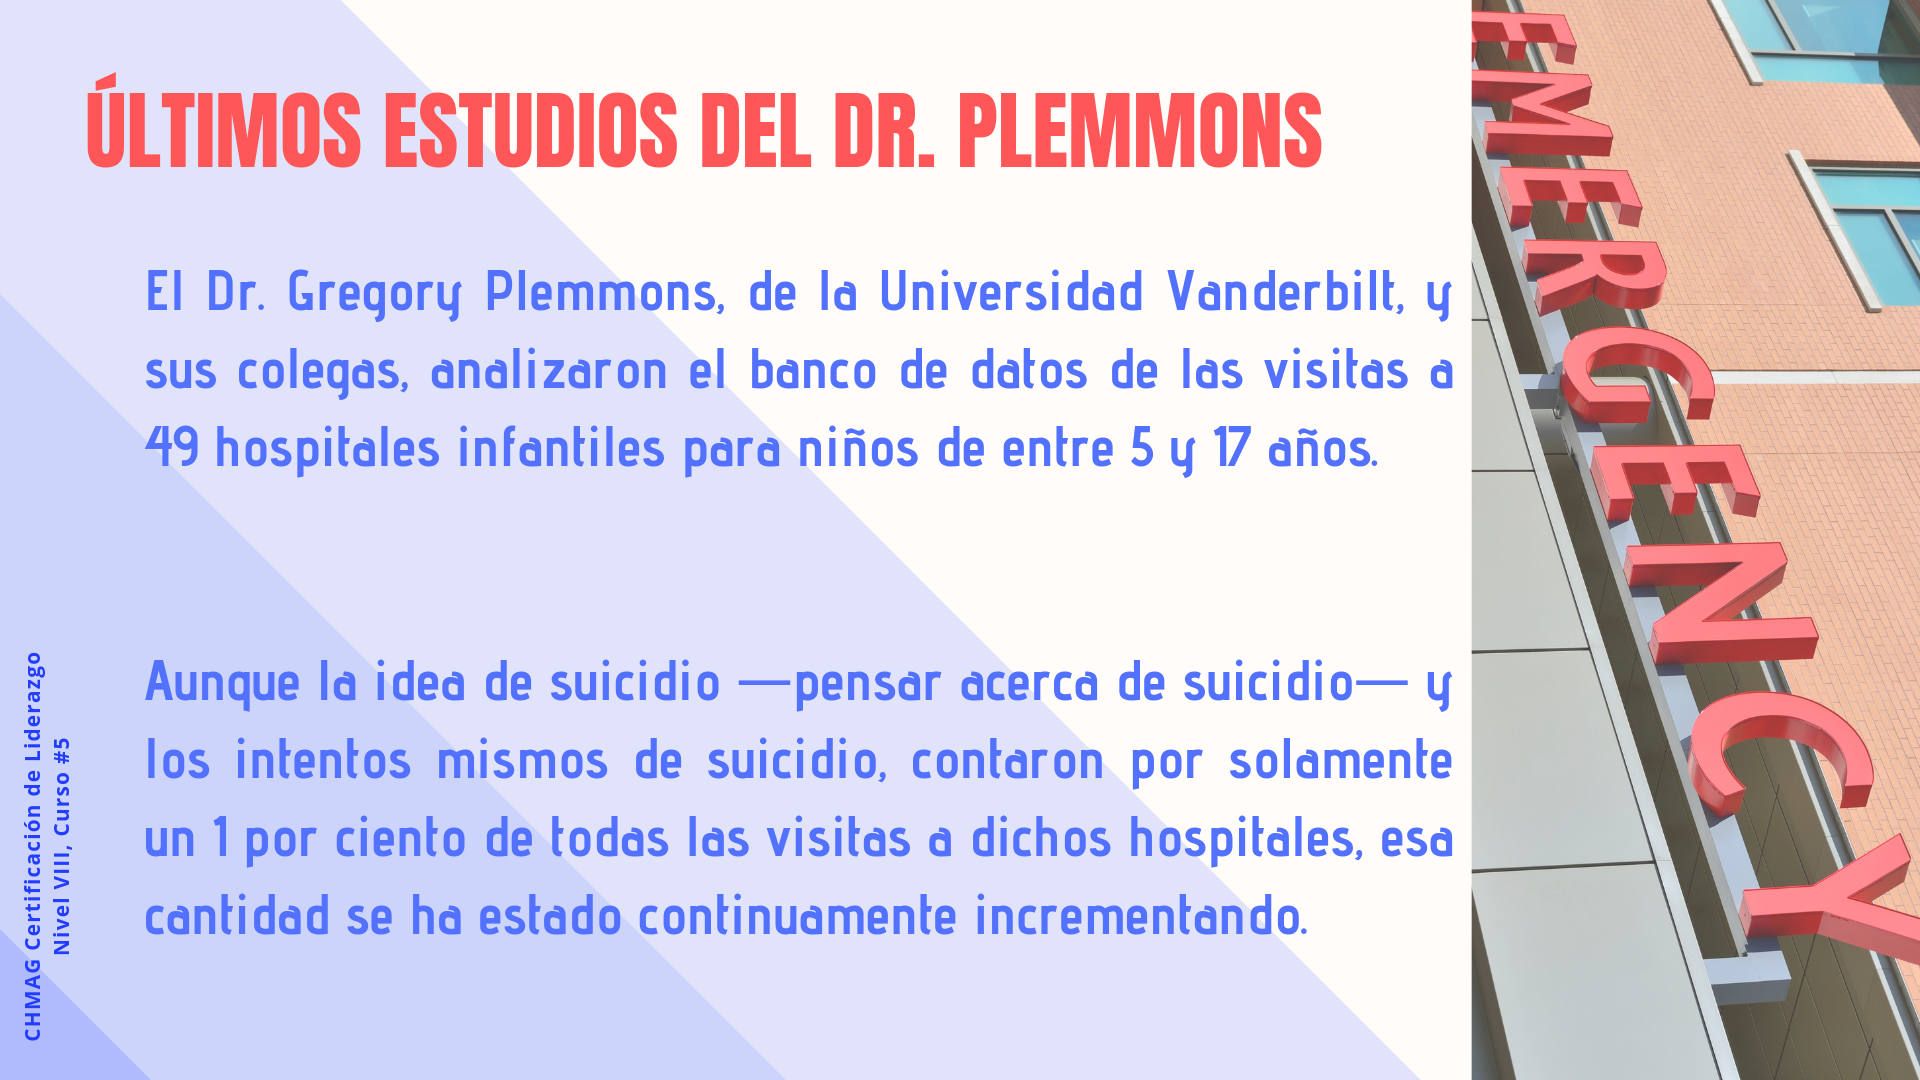 ÚLTIMOS ESTUDIOS DEL DR. PLEMMONS
El Dr. Gregory Plemmons, de la Universidad Vanderbilt, y
sus colegas, analizaron el banco de datos de las visitas a
49 hospitales infantiles para niños de entre 5 y 17 años.
Aunque la idea de suicidio —pensar acerca de suicidio— y
los intentos mismos de suicidio, contaron por solamente
un 1 por ciento de todas las visitas a dichos hospitales, esa
cantidad se ha estado continuamente incrementando.
CHMAG Certificación de Liderazgo
Nivel VIII, Curso #5
EMERGENCY